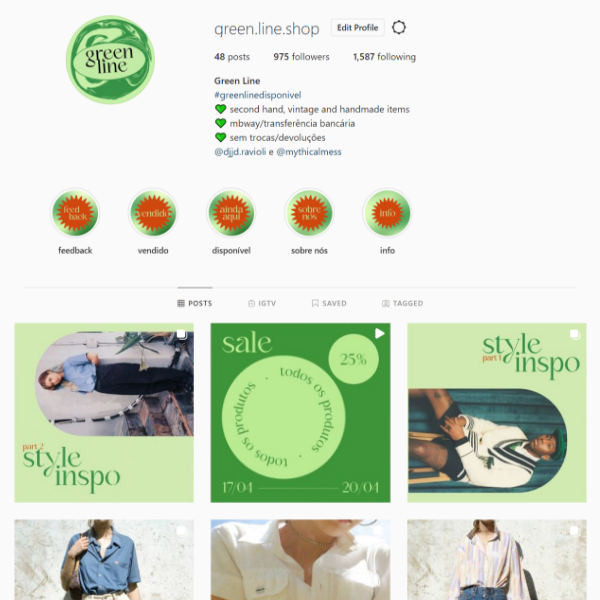 green
line
green.line.shop
Edit Profile
48 posts 975 followers 1,587 following
Green Line
#greenlinedisponivel
second hand, vintage and handmade items
mbway/transferência bancária
sem trocas/devoluções
@djjd.ravioli e @mythicalmess
feed
back
vendido
ainda
aqui
sobre
nós
info
feedback
vendido
disponível
sobre nós
info
POSTS
IGTV
SAVED
TAGGED
part 2
style
inspo
sale
25%
todos os produtos · todos os produtos ·
17/04
20/04
style
part 1
inspo